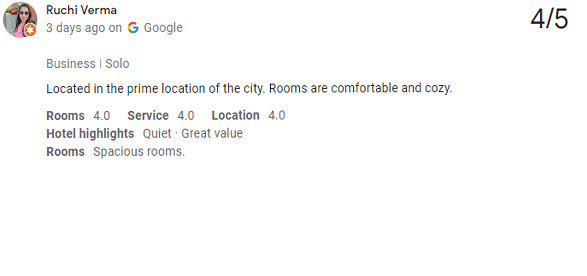 Ruchi Verma
4/5
3 days ago on Google
Business | Solo
Located in the prime location of the city. Rooms are comfortable and cozy.
Rooms 4.0 Service 4.0 Location 4.0
Hotel highlights Quiet · Great value
Rooms Spacious rooms.